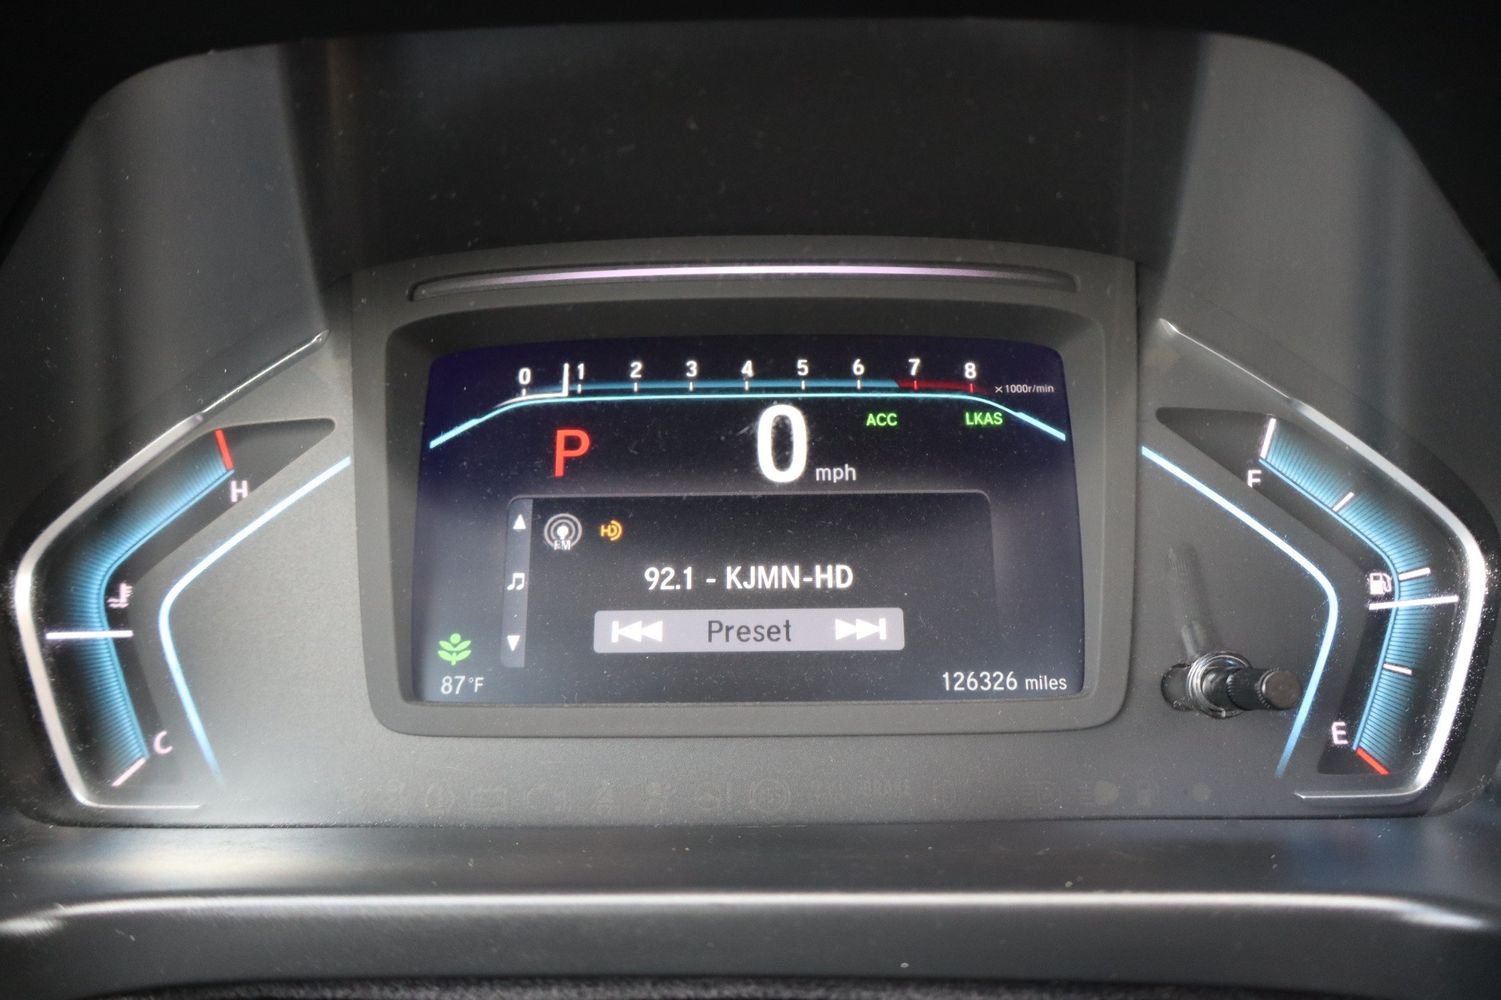 0 1 2 3 4 5 6 7 8
×1000r/min
P 0 mph
ACC LKAS
H
F
FM HD
92.1 - KJMN-HD
Preset
87°F
126326 miles
C
E